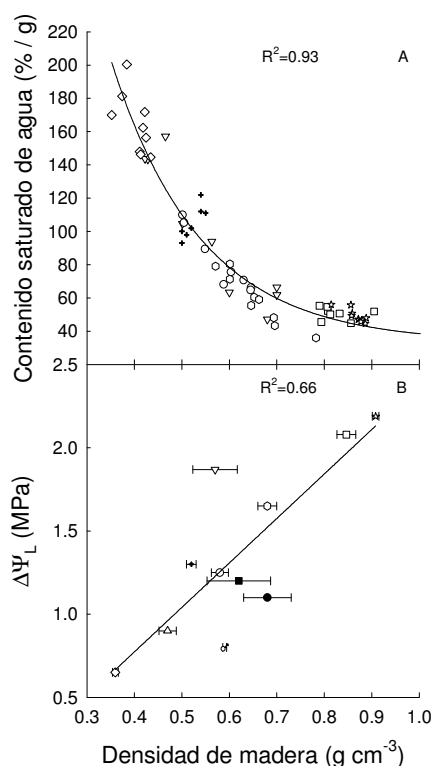 R²=0.93 A
Contenido saturado de agua (% / g)
220
200
180
160
140
120
100
80
60
40
2.5
R²=0.66 B
ΔΨL (MPa)
2.0
1.5
1.0
0.5
0.3 0.4 0.5 0.6 0.7 0.8 0.9 1.0
Densidad de madera (g cm⁻³)